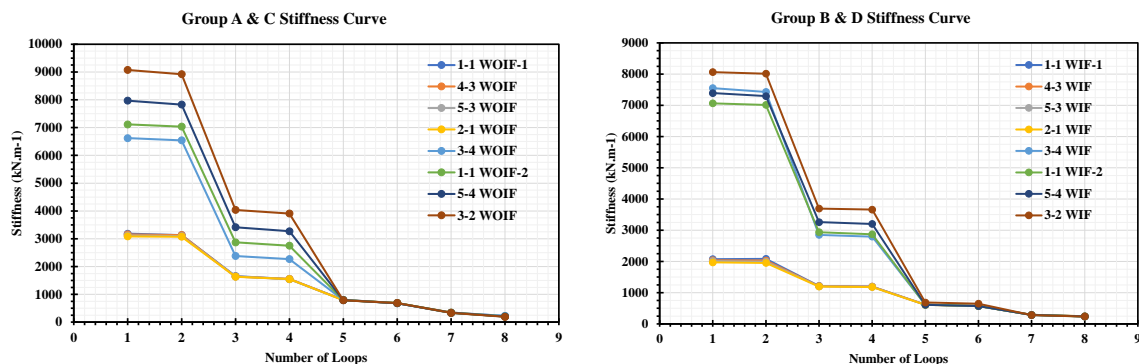 Group A & C Stiffness Curve
Stiffness (kN.m-1)
10000
9000
8000
7000
6000
5000
4000
3000
2000
1000
0
0 1 2 3 4 5 6 7 8 9
Number of Loops
1-1 WOIF-1
4-3 WOIF
5-3 WOIF
2-1 WOIF
3-4 WOIF
1-1 WOIF-2
5-4 WOIF
3-2 WOIF
Group B & D Stiffness Curve
Stiffness (kN.m-1)
9000
8000
7000
6000
5000
4000
3000
2000
1000
0
0 1 2 3 4 5 6 7 8 9
Number of Loops
1-1 WIF-1
4-3 WIF
5-3 WIF
2-1 WIF
3-4 WIF
1-1 WIF-2
5-4 WIF
3-2 WIF